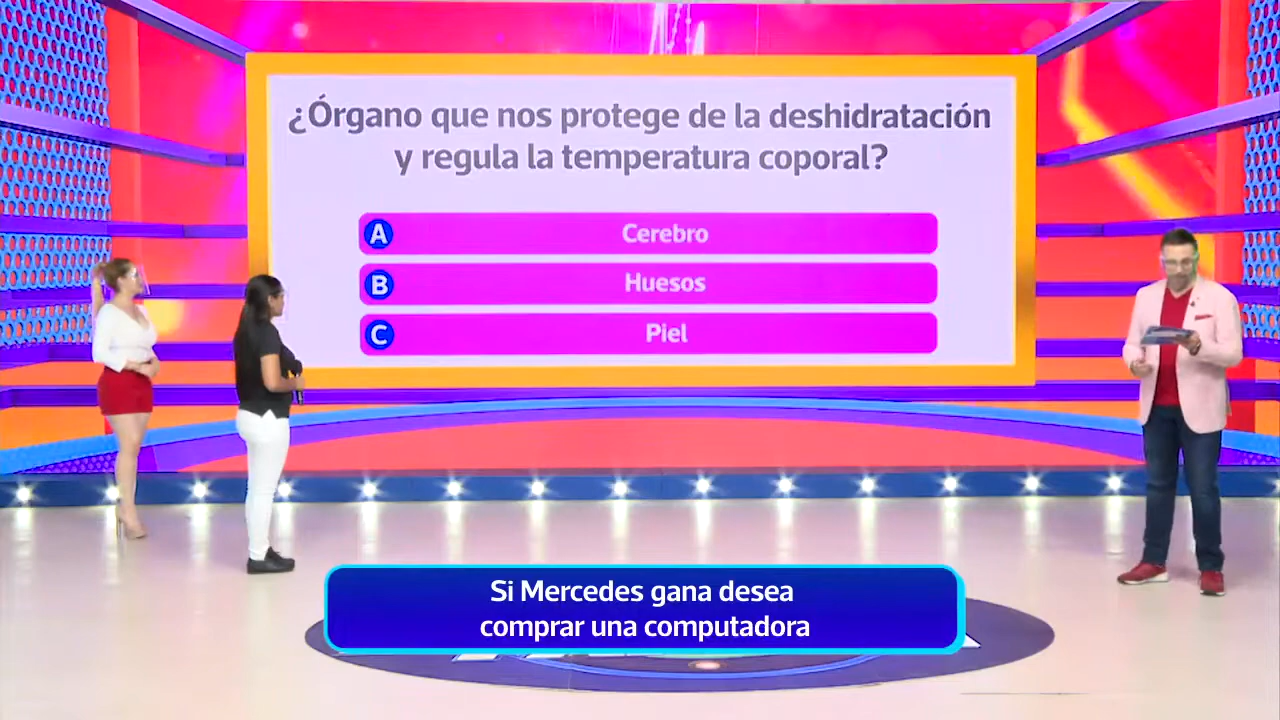 ¿Órgano que nos protege de la deshidratación
y regula la temperatura coporal?
A Cerebro
B Huesos
C Piel
Si Mercedes gana desea
comprar una computadora